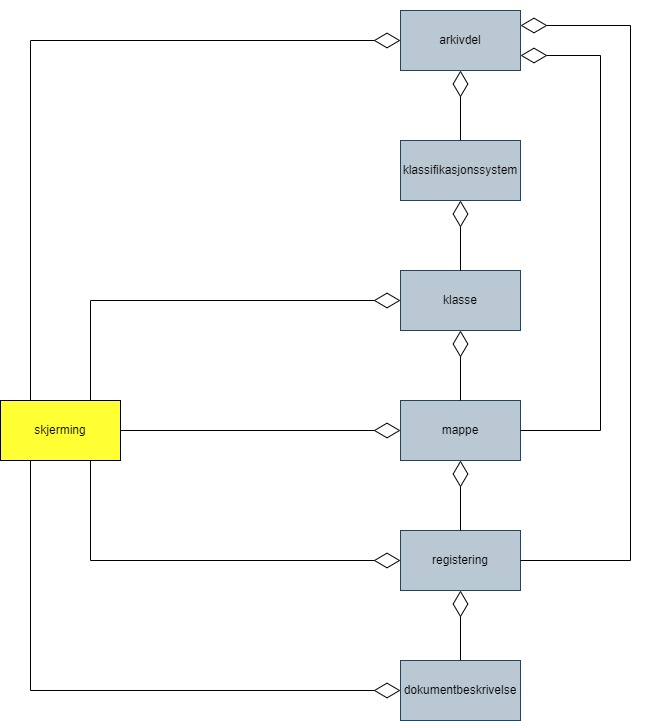 arkivdel
klassifikasjonssystem
klasse
skjerming
mappe
registering
dokumentbeskrivelse